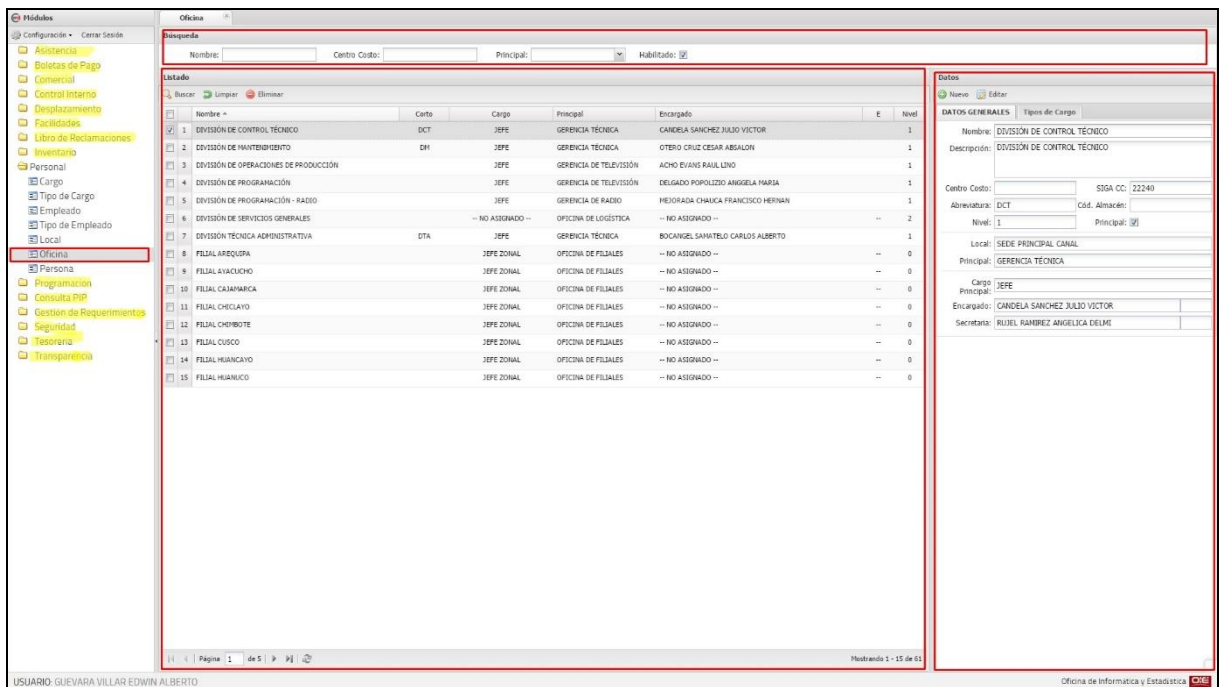 Módulos
Configuración Cerrar Sesión
Asistencia
Boletas de Pago
Comercial
Control Interno
Desplazamiento
Facilidades
Libro de Reclamaciones
Inventario
Personal
Cargo
Tipo de Cargo
Empleado
Tipo de Empleado
Local
Oficina
Persona
Programación
Consulta PIP
Gestion de Requerimientos
Seguridad
Tesoreria
Transparencia
Oficina
Búsqueda
Nombre: Centro Costo: Principal: Habilitado:
Listado
Buscar Limpiar Eliminar
Nombre Corto Cargo Principal Encargado E Nivel
1 DIVISIÓN DE CONTROL TÉCNICO DCT JEFE GERENCIA TÉCNICA CANDELA SANCHEZ JULIO VICTOR 1
2 DIVISIÓN DE MANTENIMIENTO DM JEFE GERENCIA TÉCNICA OTERO CRUZ CESAR ABSALON 1
3 DIVISIÓN DE OPERACIONES DE PRODUCCIÓN JEFE GERENCIA DE TELEVISIÓN ACHO EVANS RAUL LINO 1
4 DIVISIÓN DE PROGRAMACIÓN JEFE GERENCIA DE TELEVISIÓN DELGADO POPOLIZIO ANGGELA MARIA 1
5 DIVISIÓN DE PROGRAMACIÓN - RADIO JEFE GERENCIA DE RADIO MEJORADA CHAUCA FRANCISCO HERNAN 1
6 DIVISIÓN DE SERVICIOS GENERALES -- NO ASIGNADO -- OFICINA DE LOGÍSTICA -- NO ASIGNADO -- -- 2
7 DIVISIÓN TÉCNICA ADMINISTRATIVA DTA JEFE GERENCIA TÉCNICA BOCANGEL SAMATELO CARLOS ALBERTO 1
8 FILIAL AREQUIPA JEFE ZONAL OFICINA DE FILIALES -- NO ASIGNADO -- -- 0
9 FILIAL AYACUCHO JEFE ZONAL OFICINA DE FILIALES -- NO ASIGNADO -- -- 0
10 FILIAL CAJAMARCA JEFE ZONAL OFICINA DE FILIALES -- NO ASIGNADO -- -- 0
11 FILIAL CHICLAYO JEFE ZONAL OFICINA DE FILIALES -- NO ASIGNADO -- -- 0
12 FILIAL CHIMBOTE JEFE ZONAL OFICINA DE FILIALES -- NO ASIGNADO -- -- 0
13 FILIAL CUSCO JEFE ZONAL OFICINA DE FILIALES -- NO ASIGNADO -- -- 0
14 FILIAL HUANCAYO JEFE ZONAL OFICINA DE FILIALES -- NO ASIGNADO -- -- 0
15 FILIAL HUANUCO JEFE ZONAL OFICINA DE FILIALES -- NO ASIGNADO -- -- 0
Página 1 de 5 Mostrando 1 - 15 de 61
Datos
Nuevo Editar
DATOS GENERALES Tipos de Cargo
Nombre: DIVISIÓN DE CONTROL TÉCNICO
Descripción: DIVISIÓN DE CONTROL TÉCNICO
Centro Costo: SIGA CC: 22240
Abreviatura: DCT Cód. Almacén:
Nivel: 1 Principal:
Local: SEDE PRINCIPAL CANAL
Principal: GERENCIA TÉCNICA
Cargo Principal: JEFE
Encargado: CANDELA SANCHEZ JULIO VICTOR
Secretaria: RUJEL RAMIREZ ANGELICA DELMI
USUARIO: GUEVARA VILLAR EDWIN ALBERTO
Oficina de Informática y Estadística